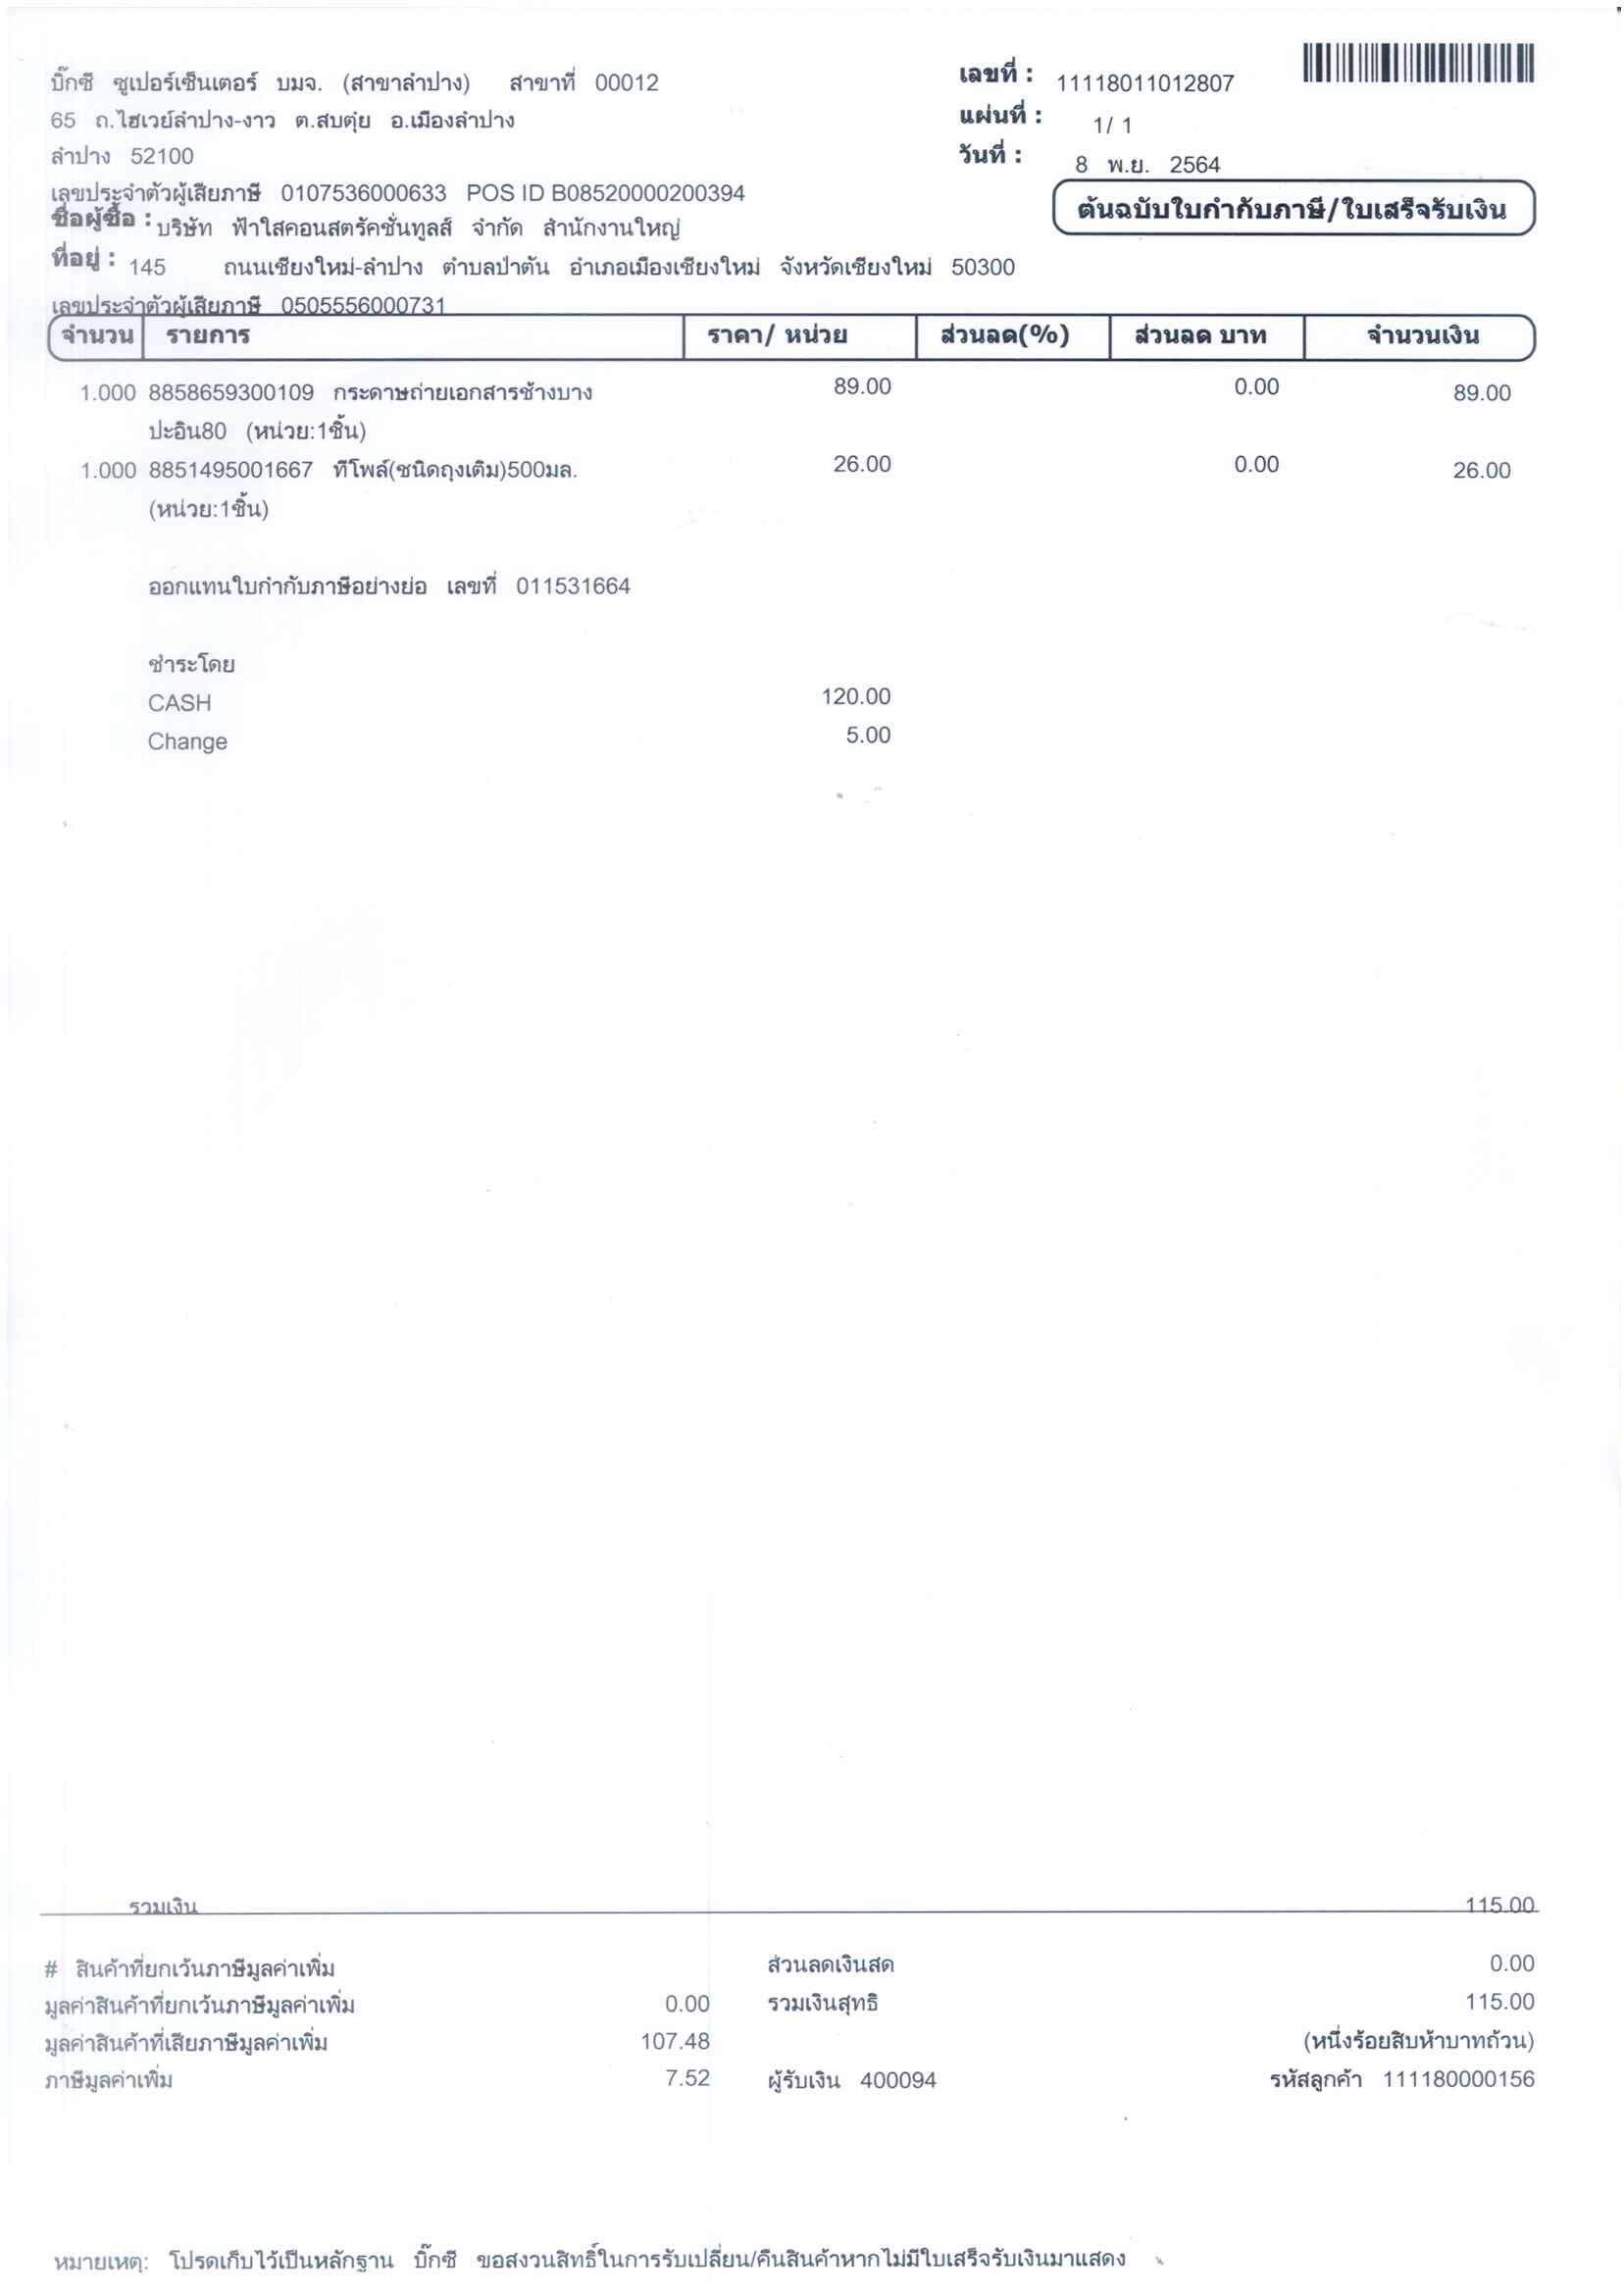 บิ๊กซี ซูเปอร์เซ็นเตอร์ บมจ. (สาขาลำปาง) สาขาที่ 00012
65 ถ.ไฮเวย์ลำปาง-งาว ต.สบตุ๋ย อ.เมืองลำปาง
ลำปาง 52100
เลขประจำตัวผู้เสียภาษี 0107536000633 POS ID B08520000200394
เลขที่ : 11118011012807
แผ่นที่ : 1/ 1
วันที่ : 8 พ.ย. 2564
ต้นฉบับใบกำกับภาษี/ใบเสร็จรับเงิน
ชื่อผู้ซื้อ : บริษัท ฟ้าใสคอนสตรัคชั่นทูลส์ จำกัด สำนักงานใหญ่
ที่อยู่ : 145 ถนนเชียงใหม่-ลำปาง ตำบลป่าตัน อำเภอเมืองเชียงใหม่ จังหวัดเชียงใหม่ 50300
เลขประจำตัวผู้เสียภาษี 0505556000731
จำนวน รายการ ราคา/ หน่วย ส่วนลด(%) ส่วนลด บาท จำนวนเงิน
1.000 8858659300109 กระดาษถ่ายเอกสารช้างบาง 89.00 0.00 89.00
ปะอิน80 (หน่วย:1ชิ้น)
1.000 8851495001667 ทีโพล์(ชนิดถุงเติม)500มล. 26.00 0.00 26.00
(หน่วย:1ชิ้น)
ออกแทนใบกำกับภาษีอย่างย่อ เลขที่ 011531664
ชำระโดย
CASH 120.00
Change 5.00
รวมเงิน 115.00
# สินค้าที่ยกเว้นภาษีมูลค่าเพิ่ม ส่วนลดเงินสด 0.00
มูลค่าสินค้าที่ยกเว้นภาษีมูลค่าเพิ่ม 0.00 รวมเงินสุทธิ 115.00
มูลค่าสินค้าที่เสียภาษีมูลค่าเพิ่ม 107.48 (หนึ่งร้อยสิบห้าบาทถ้วน)
ภาษีมูลค่าเพิ่ม 7.52 ผู้รับเงิน 400094 รหัสลูกค้า 111180000156
หมายเหตุ: โปรดเก็บไว้เป็นหลักฐาน บิ๊กซี ขอสงวนสิทธิ์ในการรับเปลี่ยน/คืนสินค้าหากไม่มีใบเสร็จรับเงินมาแสดง